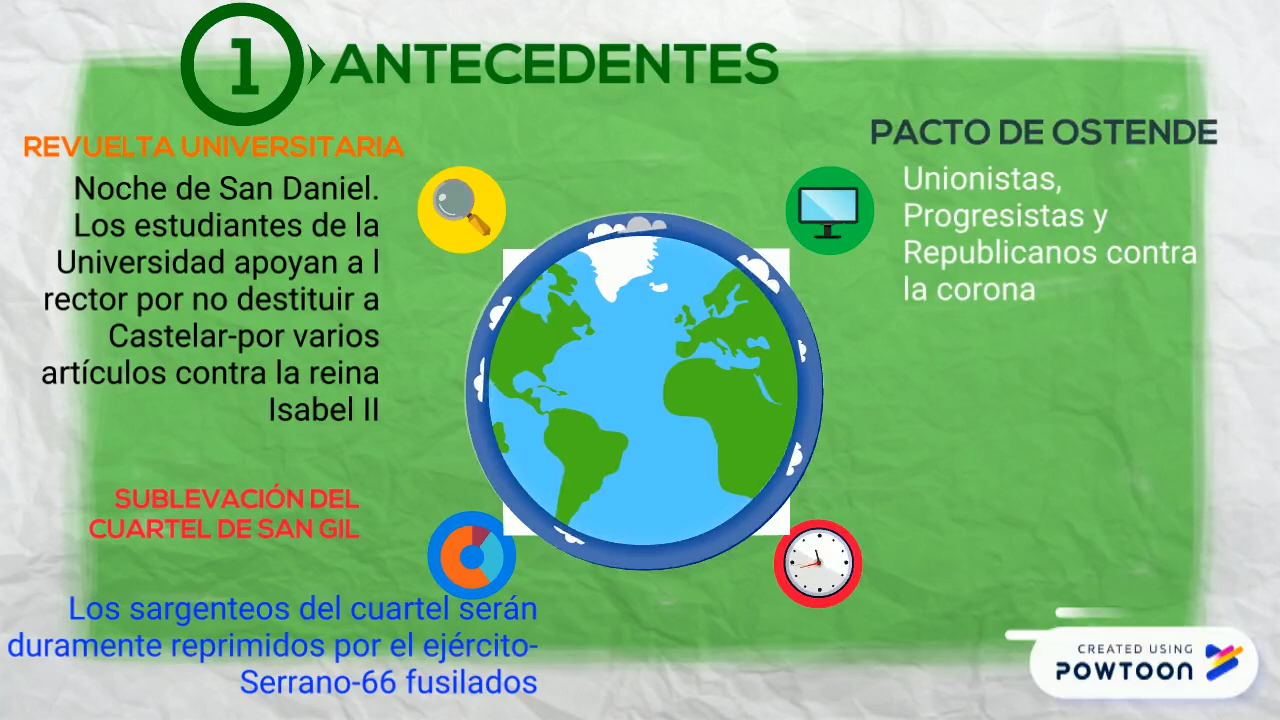 1
ANTECEDENTES
REVUELTA UNIVERSITARIA
Noche de San Daniel.
Los estudiantes de la
Universidad apoyan a l
rector por no destituir a
Castelar-por varios
artículos contra la reina
Isabel II
PACTO DE OSTENDE
Unionistas,
Progresistas y
Republicanos contra
la corona
SUBLEVACIÓN DEL
CUARTEL DE SAN GIL
Los sargenteos del cuartel serán
duramente reprimidos por el ejército-
Serrano-66 fusilados
CREATED USING
POWTOON